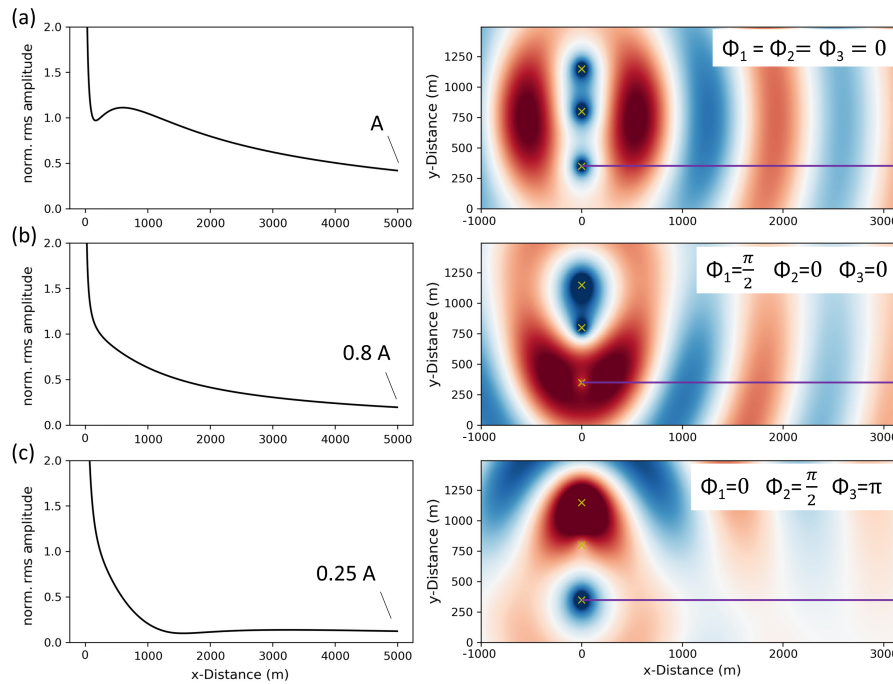 (a)
2.0
1.5
1.0
0.5
0.0
norm. rms amplitude
A
0 1000 2000 3000 4000 5000
1250
1000
750
500
250
0
y-Distance (m)
Φ₁ = Φ₂= Φ₃ = 0
-1000 0 1000 2000 3000
(b)
2.0
1.5
1.0
0.5
0.0
norm. rms amplitude
0.8 A
0 1000 2000 3000 4000 5000
1250
1000
750
500
250
0
y-Distance (m)
Φ₁=π/2 Φ₂=0 Φ₃=0
-1000 0 1000 2000 3000
(c)
2.0
1.5
1.0
0.5
0.0
norm. rms amplitude
0.25 A
0 1000 2000 3000 4000 5000
x-Distance (m)
1250
1000
750
500
250
0
y-Distance (m)
Φ₁=0 Φ₂=π/2 Φ₃=π
-1000 0 1000 2000 3000
x-Distance (m)